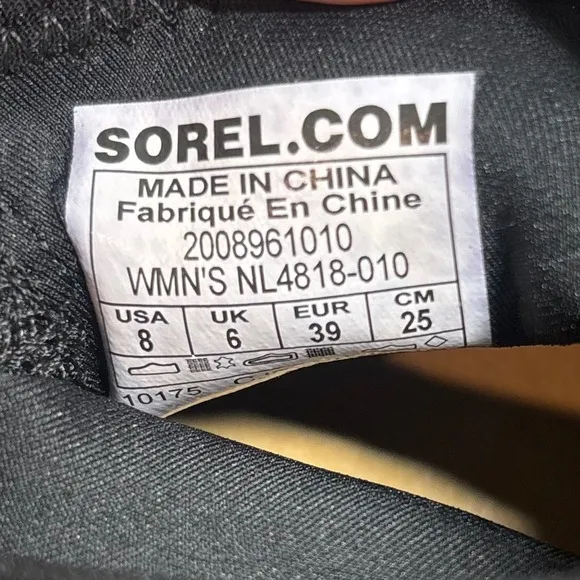 SOREL.COM
MADE IN CHINA
Fabriqué En Chine
2008961010
WMN'S NL4818-010
USA UK EUR CM
8 6 39 25
10175